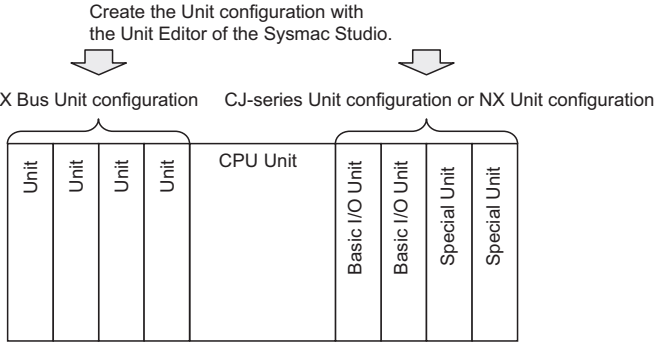 Create the Unit configuration with
the Unit Editor of the Sysmac Studio.
X Bus Unit configuration
CJ-series Unit configuration or NX Unit configuration
Unit
Unit
Unit
Unit
CPU Unit
Basic I/O Unit
Basic I/O Unit
Special Unit
Special Unit